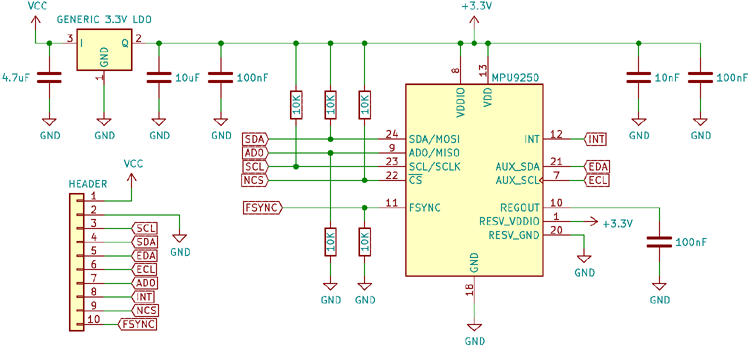 VCC
+3.3V
GENERIC 3.3V LDO
3 I Q 2
GND
1
4.7uF
10uF
100nF
10nF
100nF
GND
GND
GND
GND
GND
GND
10K
10K
10K
8
13
MPU9250
VDDIO
VDD
SDA
24
SDA/MOSI
INT
12
INT
ADO
9
ADO/MISO
SCL
23
SCL/SCLK
AUX_SDA
21
EDA
NCS
22
CS
AUX_SCL
7
ECL
FSYNC
11
FSYNC
REGOUT
10
RESV_VDDIO
1
+3.3V
RESV_GND
20
100nF
10K
10K
GND
18
GND
GND
GND
GND
GND
VCC
HEADER
1
2
GND
3 SCL
4 SDA
5 EDA
6 ECL
7 ADO
8 INT
9 NCS
10 FSYNC